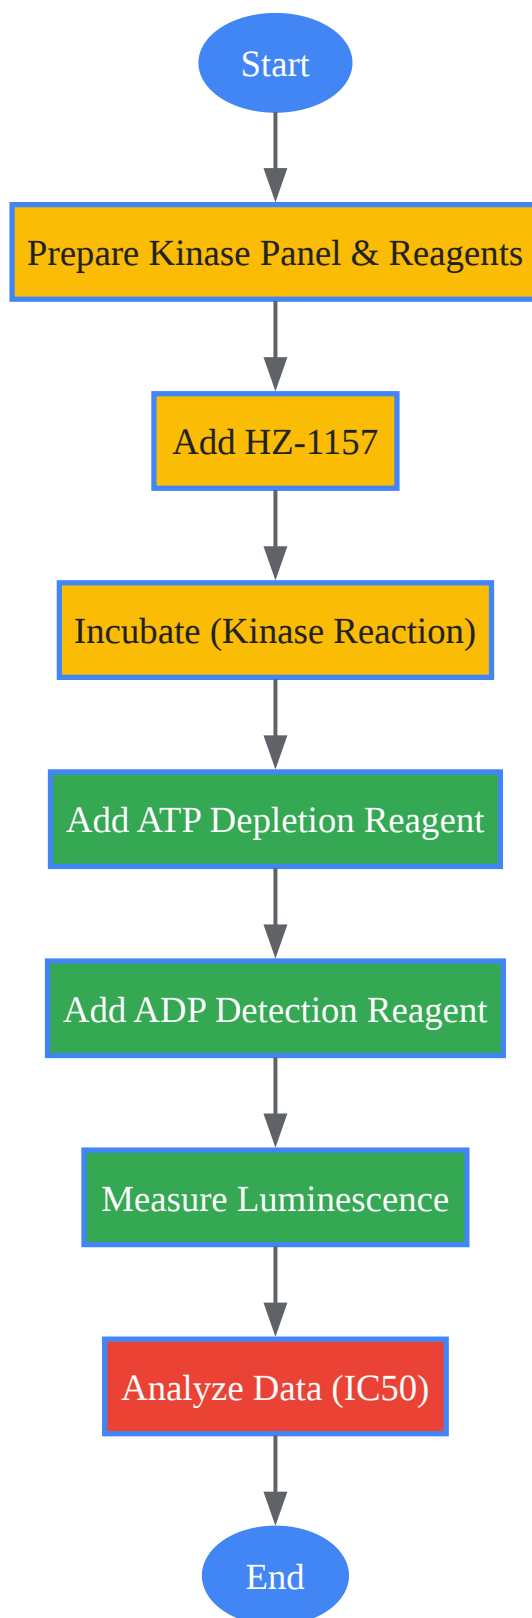 Start
Prepare Kinase Panel & Reagents
Add HZ-1157
Incubate (Kinase Reaction)
Add ATP Depletion Reagent
Add ADP Detection Reagent
Measure Luminescence
Analyze Data (IC50)
End